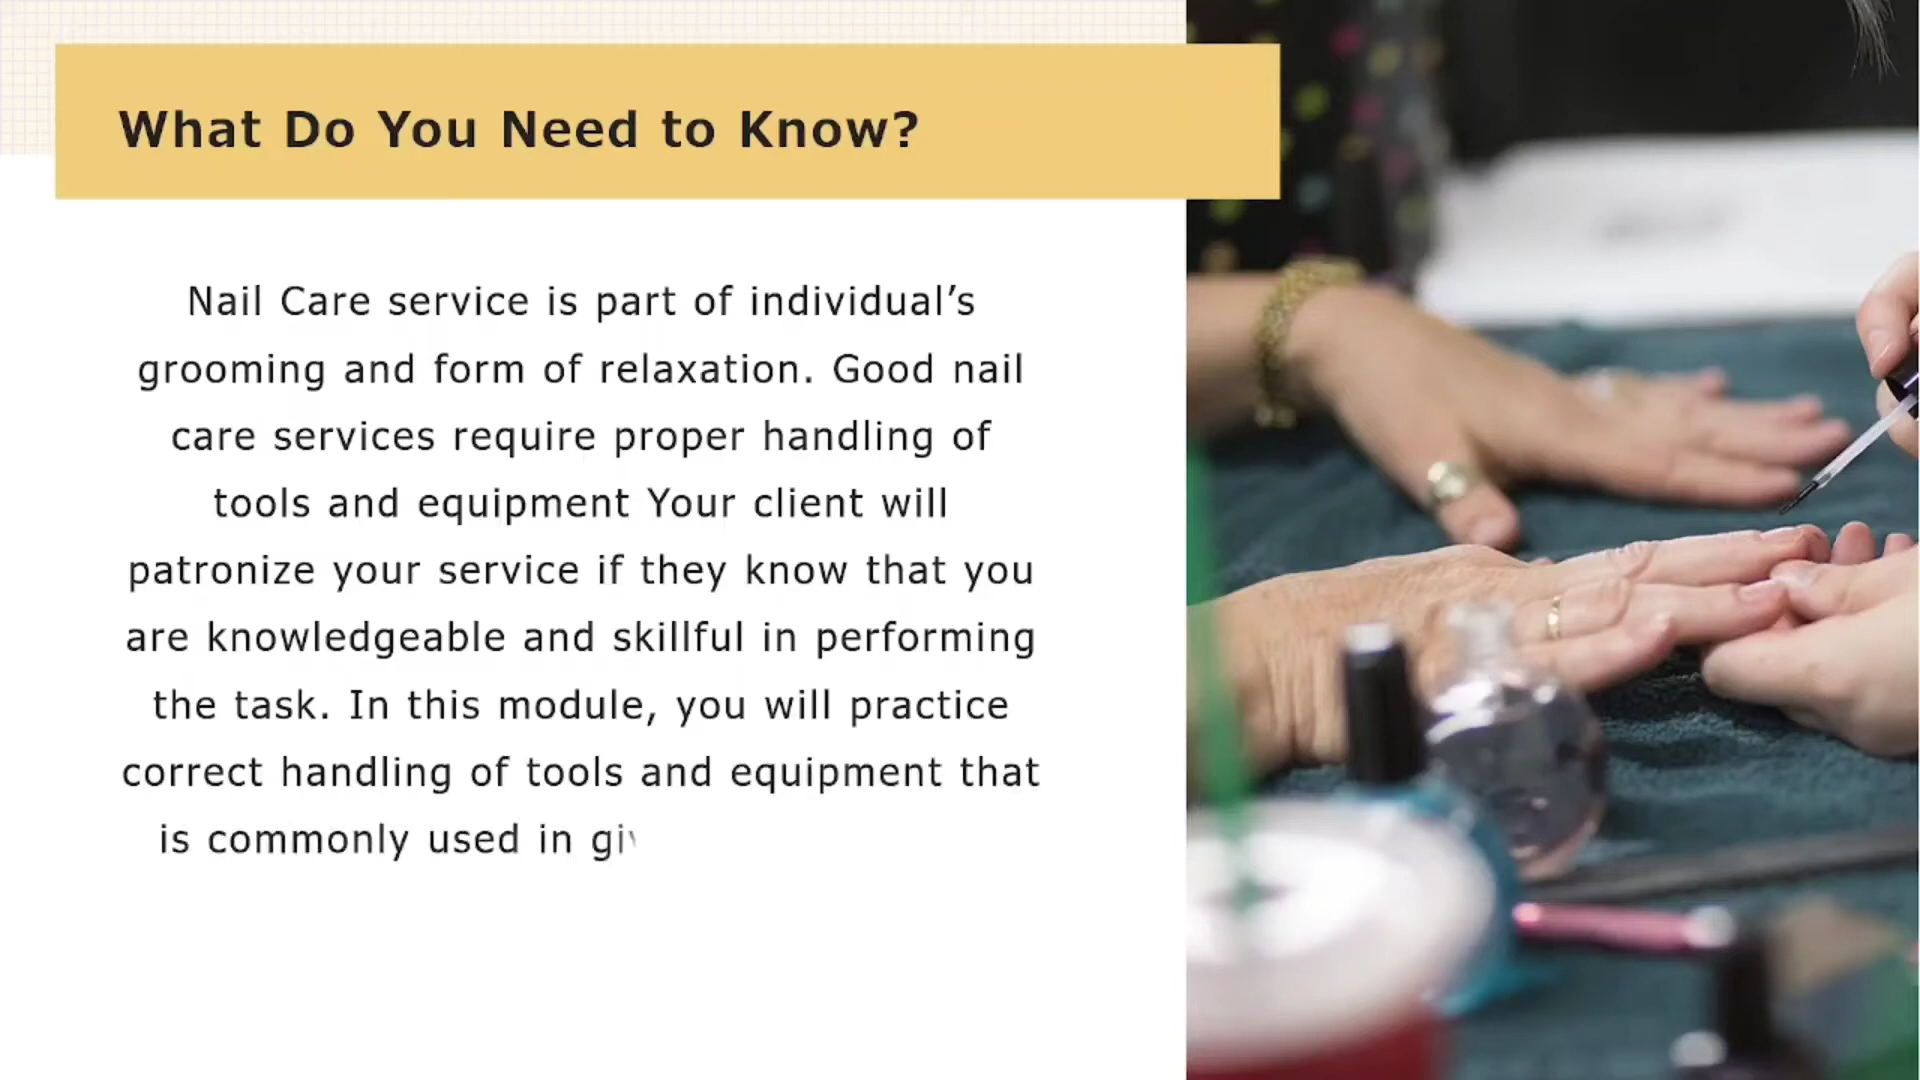 What Do You Need to Know?
Nail Care service is part of individual’s
grooming and form of relaxation. Good nail
care services require proper handling of
tools and equipment Your client will
patronize your service if they know that you
are knowledgeable and skillful in performing
the task. In this module, you will practice
correct handling of tools and equipment that
is commonly used in